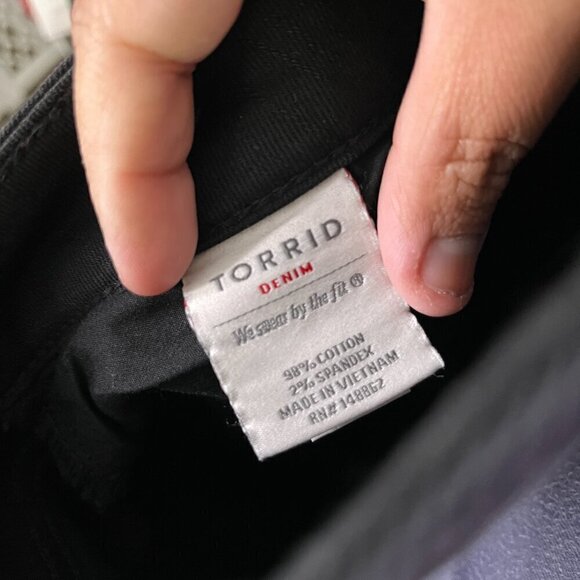 TORRID
DENIM
We swear by the fit ®
98% COTTON
2% SPANDEX
MADE IN VIETNAM
RN# 148862